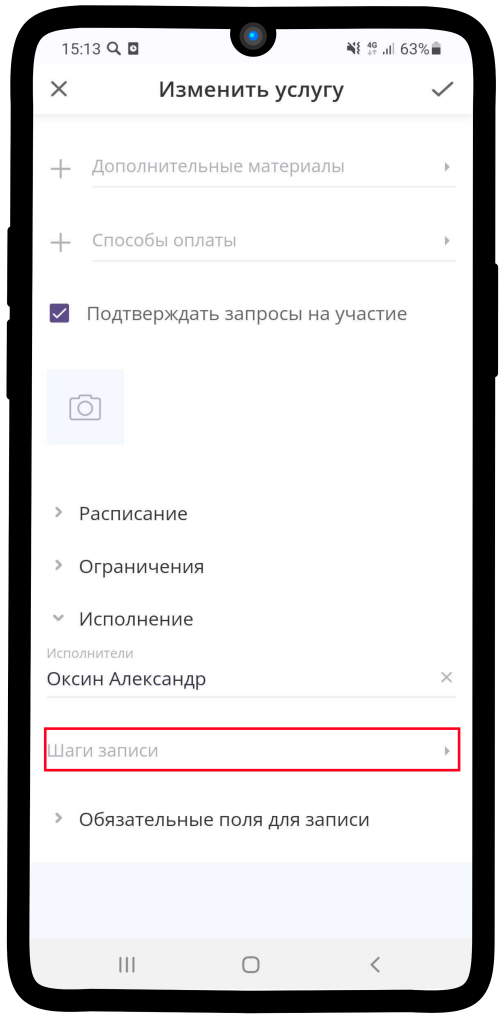 15:13
4G
63%
Изменить услугу
Дополнительные материалы
Способы оплаты
Подтверждать запросы на участие
Расписание
Ограничения
Исполнение
Исполнители
Оксин Александр
Шаги записи
Обязательные поля для записи